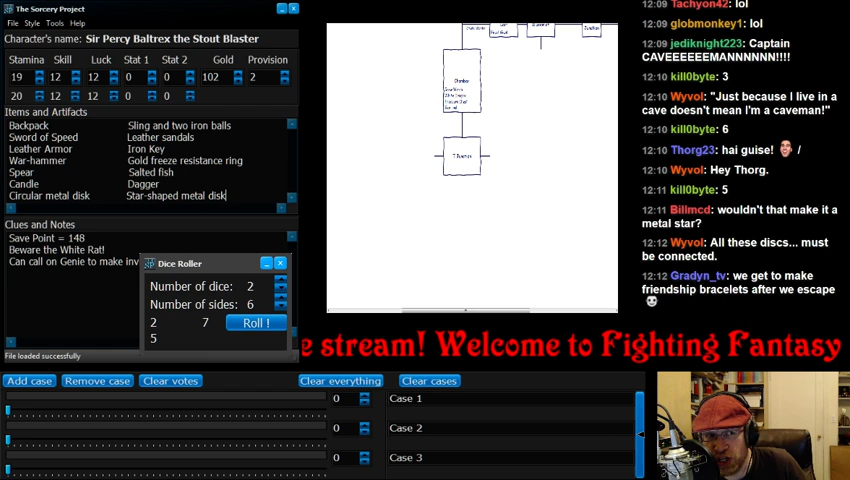 The Sorcery Project
File Style Tools Help
Character's name: Sir Percy Baltrex the Stout Blaster
Stamina Skill Luck Stat 1 Stat 2 Gold Provision
19 12 12 0 0 102 2
20 12 12 0 0
Items and Artifacts
Backpack Sling and two iron balls
Sword of Speed Leather sandals
Leather Armor Iron Key
War-hammer Gold freeze resistance ring
Spear Salted fish
Candle Dagger
Circular metal disk Star-shaped metal disk
Clues and Notes
Save Point = 148
Beware the White Rat!
Can call on Genie to make inv
File loaded successfully
Dice Roller
Number of dice: 2
Number of sides: 6
2 7 Roll !
5
12:09 Tachyon42: lol
12:09 globmonkey1: lol
12:09 jediknight223: Captain
CAVEEEEEEMANNNNNN!!!!
12:10 kill0byte: 3
12:10 Wyvol: "Just because I live in a
cave doesn't mean I'm a caveman!"
12:10 kill0byte: 6
12:10 Thorg23: hai guise! /
12:10 Wyvol: Hey Thorg.
12:11 kill0byte: 5
12:11 Billmcd: wouldn't that make it a
metal star?
12:12 Wyvol: All these discs... must
be connected.
12:12 Gradyn_tv: we get to make
friendship bracelets after we escape
e stream! Welcome to Fighting Fantasy
Add case Remove case Clear votes Clear everything Clear cases
0 Case 1
0 Case 2
0 Case 3